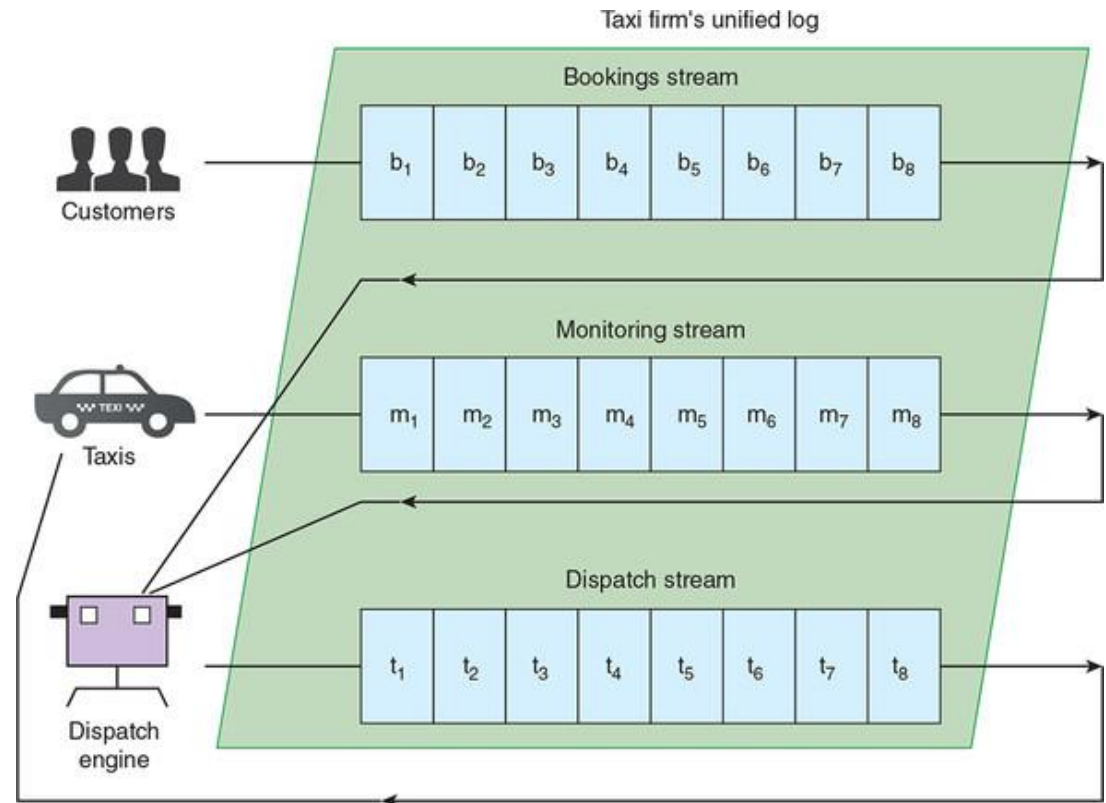 Taxi firm's unified log
Bookings stream
b₁ b₂ b₃ b₄ b₅ b₆ b₇ b₈
Customers
Monitoring stream
TEXI
m₁ m₂ m₃ m₄ m₅ m₆ m₇ m₈
Taxis
Dispatch stream
t₁ t₂ t₃ t₄ t₅ t₆ t₇ t₈
Dispatch
engine